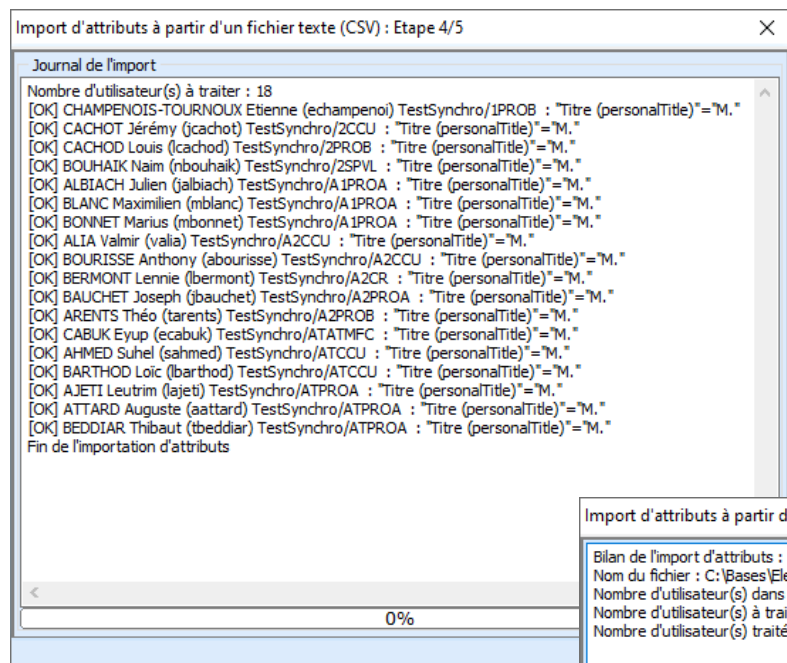 Import d'attributs à partir d'un fichier texte (CSV) : Etape 4/5
Journal de l'import
Nombre d'utilisateur(s) à traiter : 18
[OK] CHAMPENOIS-TOURNOUX Etienne (echampenoi) TestSynchro/1PROB : "Titre (personalTitle)"="M."
[OK] CACHOT Jérémy (jcachot) TestSynchro/2CCU : "Titre (personalTitle)"="M."
[OK] CACHOD Louis (lcachod) TestSynchro/2PROB : "Titre (personalTitle)"="M."
[OK] BOUHAIK Naim (nbouhaik) TestSynchro/2SPVL : "Titre (personalTitle)"="M."
[OK] ALBIACH Julien (jalbiach) TestSynchro/A1PROA : "Titre (personalTitle)"="M."
[OK] BLANC Maximilien (mblanc) TestSynchro/A1PROA : "Titre (personalTitle)"="M."
[OK] BONNET Marius (mbonnet) TestSynchro/A1PROA : "Titre (personalTitle)"="M."
[OK] ALIA Valmir (valia) TestSynchro/A2CCU : "Titre (personalTitle)"="M."
[OK] BOURISSE Anthony (abourisse) TestSynchro/A2CCU : "Titre (personalTitle)"="M."
[OK] BERMONT Lennie (lbermont) TestSynchro/A2CR : "Titre (personalTitle)"="M."
[OK] BAUCHET Joseph (jbauchet) TestSynchro/A2PROA : "Titre (personalTitle)"="M."
[OK] ARENTS Théo (tarents) TestSynchro/A2PROB : "Titre (personalTitle)"="M."
[OK] CABUK Eyup (ecabuk) TestSynchro/ATATMFC : "Titre (personalTitle)"="M."
[OK] AHMED Suhel (sahmed) TestSynchro/ATCCU : "Titre (personalTitle)"="M."
[OK] BARTHOD Loïc (lbarthod) TestSynchro/ATCCU : "Titre (personalTitle)"="M."
[OK] AJETI Leutrim (lajeti) TestSynchro/ATPROA : "Titre (personalTitle)"="M."
[OK] ATTARD Auguste (aattard) TestSynchro/ATPROA : "Titre (personalTitle)"="M."
[OK] BEDDIAR Thibaut (tbeddiar) TestSynchro/ATPROA : "Titre (personalTitle)"="M."
Fin de l'importation d'attributs
0%
Import d'attributs à partir d
Bilan de l'import d'attributs :
Nom du fichier : C:\Bases\Ele
Nombre d'utilisateur(s) dans
Nombre d'utilisateur(s) à trai
Nombre d'utilisateur(s) traité